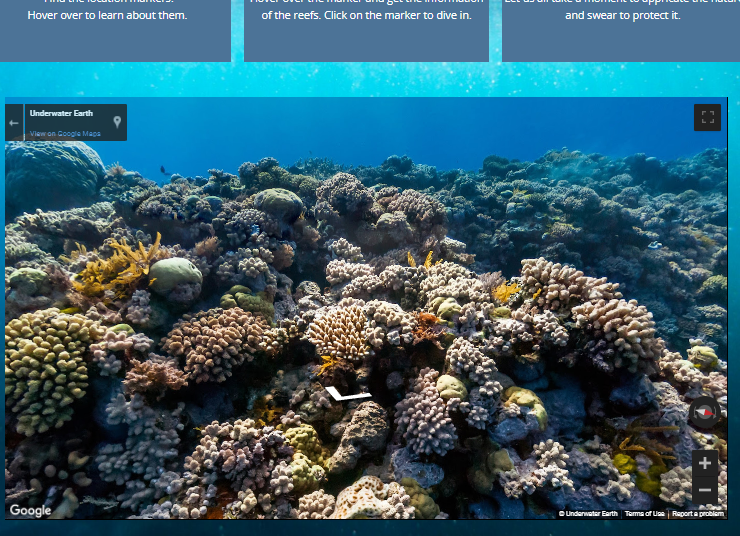 Find the location markers.
Hover over to learn about them.
Hover over the marker and get the information
of the reefs. Click on the marker to dive in.
Let us all take a moment to appricate the natur
and swear to protect it.
Underwater Earth
View on Google Maps
Google
© Underwater Earth
Terms of Use
Report a problem